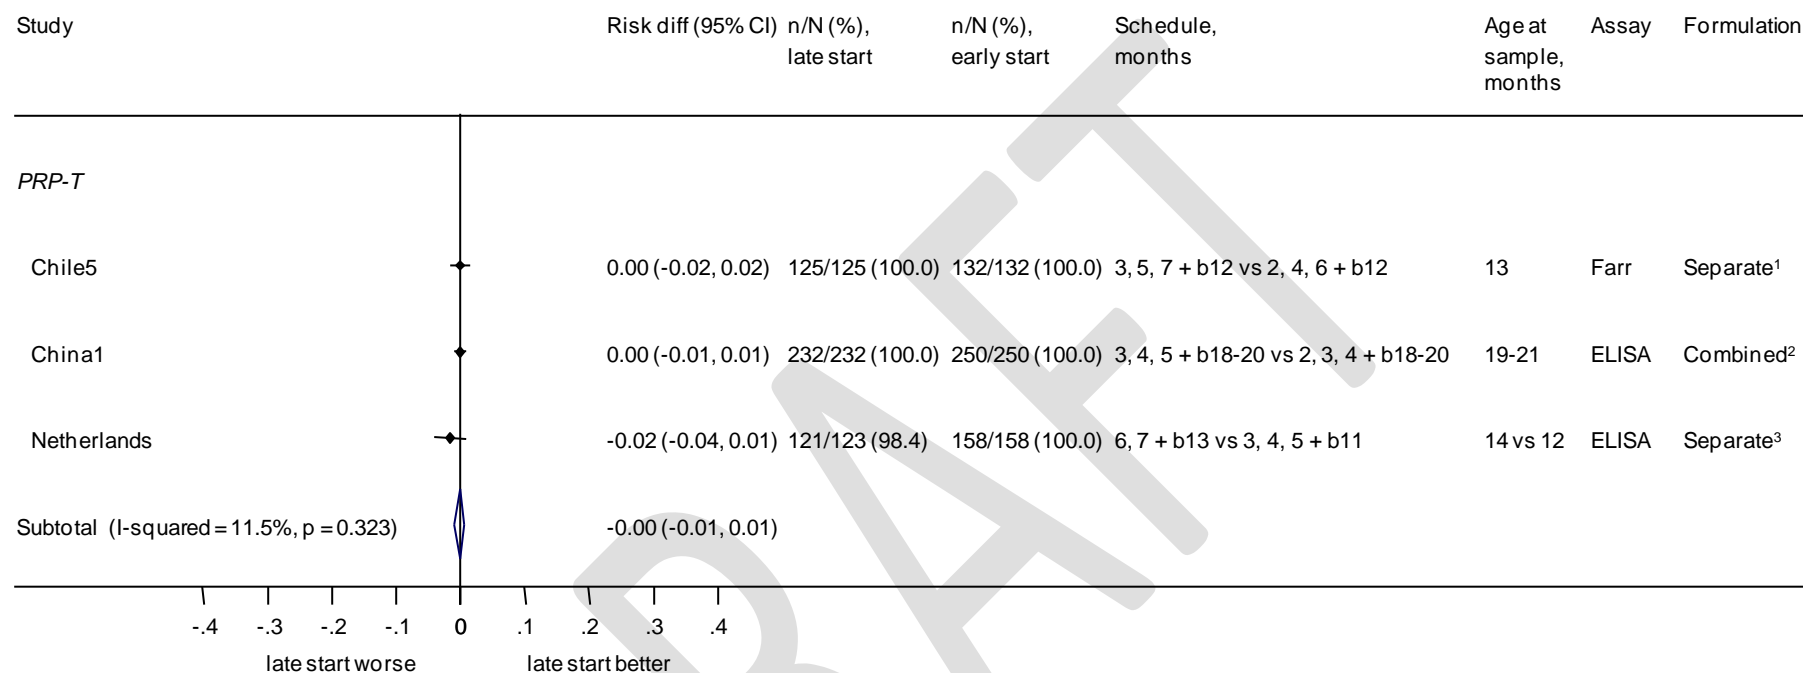 Study Risk diff (95% CI) n/N (%), late start n/N (%), early start Schedule, months Age at sample, months Assay Formulation
PRP-T
Chile5 0.00 (-0.02, 0.02) 125/125 (100.0) 132/132 (100.0) 3, 5, 7 + b12 vs 2, 4, 6 + b12 13 Farr Separate¹
China1 0.00 (-0.01, 0.01) 232/232 (100.0) 250/250 (100.0) 3, 4, 5 + b18-20 vs 2, 3, 4 + b18-20 19-21 ELISA Combined²
Netherlands -0.02 (-0.04, 0.01) 121/123 (98.4) 158/158 (100.0) 6, 7 + b13 vs 3, 4, 5 + b11 14 vs 12 ELISA Separate³
Subtotal (I-squared = 11.5%, p = 0.323) -0.00 (-0.01, 0.01)
-.4 -.3 -.2 -.1 0 .1 .2 .3 .4
late start worse late start better
DRAFT